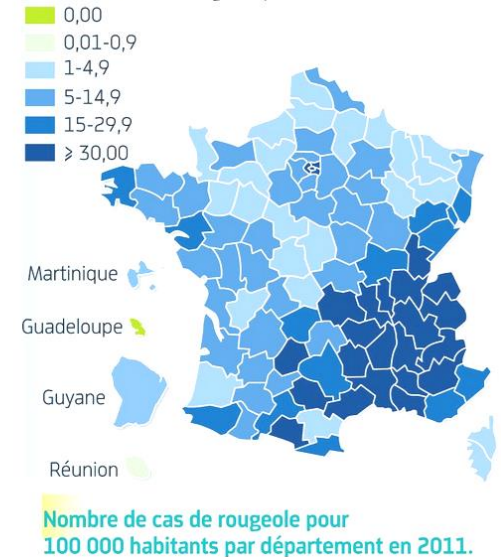 0,00
0,01-0,9
1-4,9
5-14,9
15-29,9
⩾ 30,00
Martinique
Guadeloupe
Guyane
Réunion
Nombre de cas de rougeole pour
100 000 habitants par département en 2011.